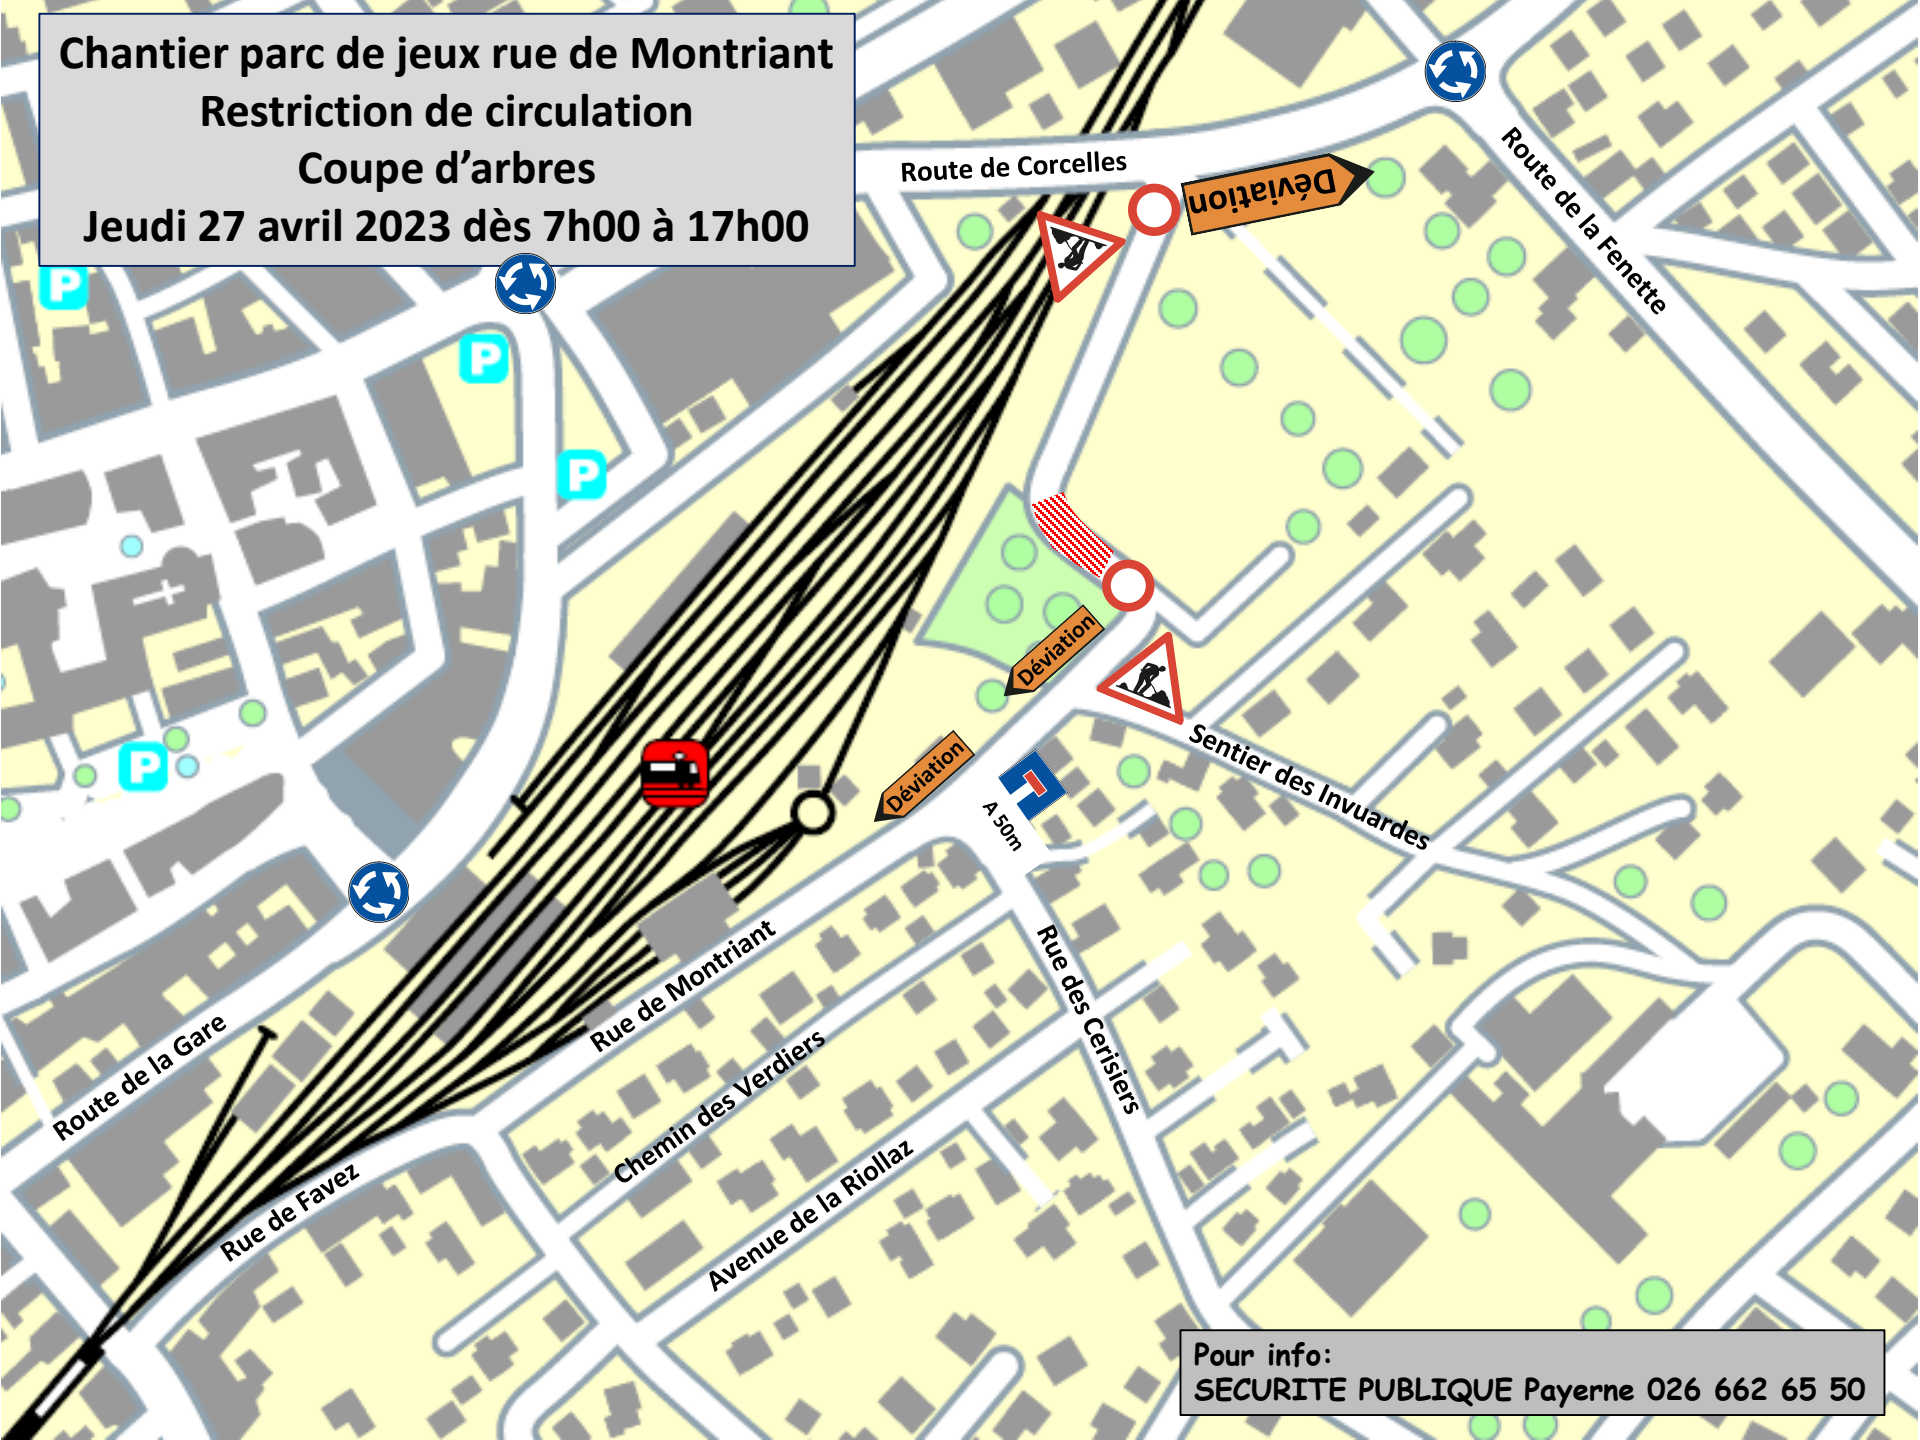 Chantier parc de jeux rue de Montriant
Restriction de circulation
Coupe d’arbres
Jeudi 27 avril 2023 dès 7h00 à 17h00
Route de Corcelles
Déviation
Route de la Fenette
P
P
P
P
Déviation
Déviation
A 50m
Sentier des Invuardes
Rue de Montriant
Rue des Cerisiers
Route de la Gare
Chemin des Verdiers
Rue de Favez
Avenue de la Riollaz
Pour info:
SECURITE PUBLIQUE Payerne 026 662 65 50